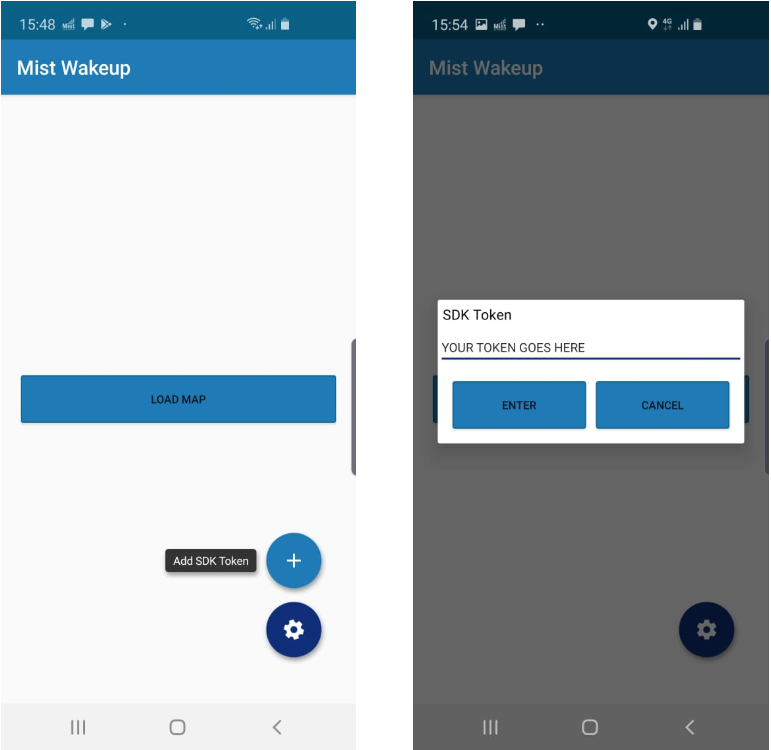 15:48
Mist Wakeup
LOAD MAP
Add SDK Token
15:54
4G
Mist Wakeup
SDK Token
YOUR TOKEN GOES HERE
ENTER
CANCEL